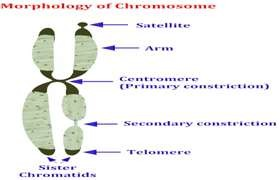 Morphology of Chromosome
Satellite
Arm
Centromere
(Primary constriction)
Secondary constriction
Telomere
Sister
Chromatids